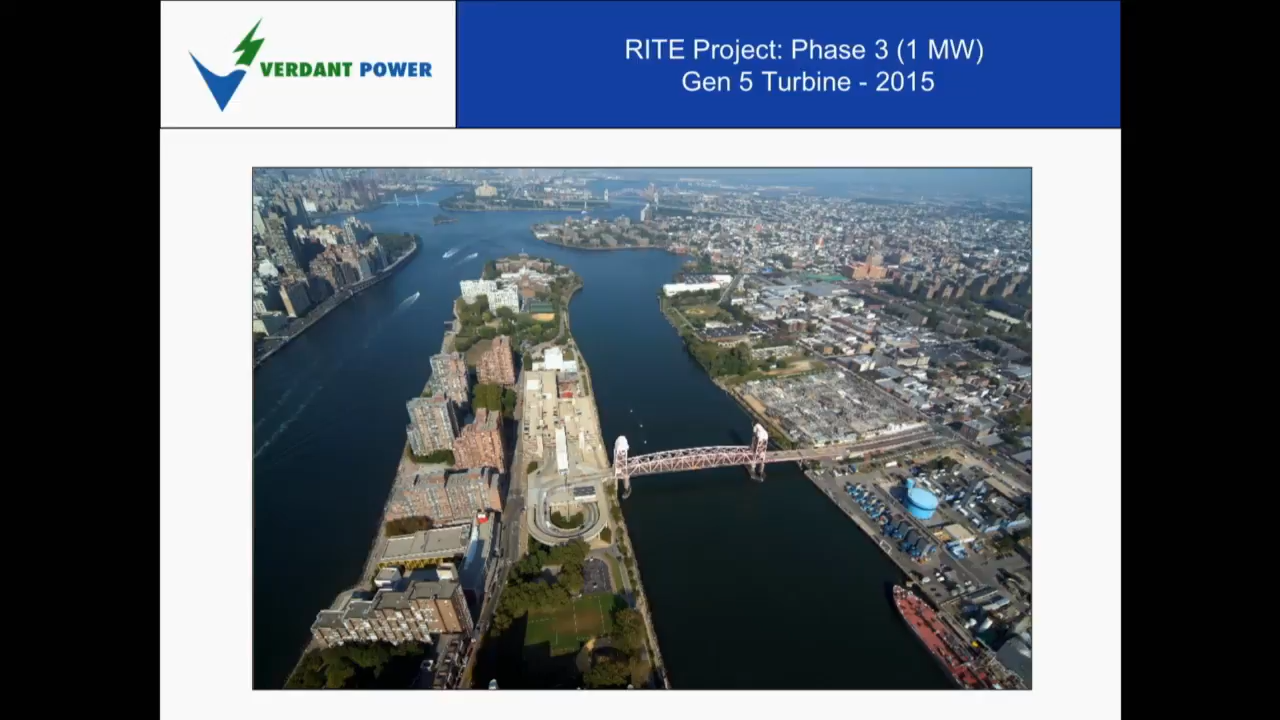 VERDANT POWER
RITE Project: Phase 3 (1 MW)
Gen 5 Turbine - 2015